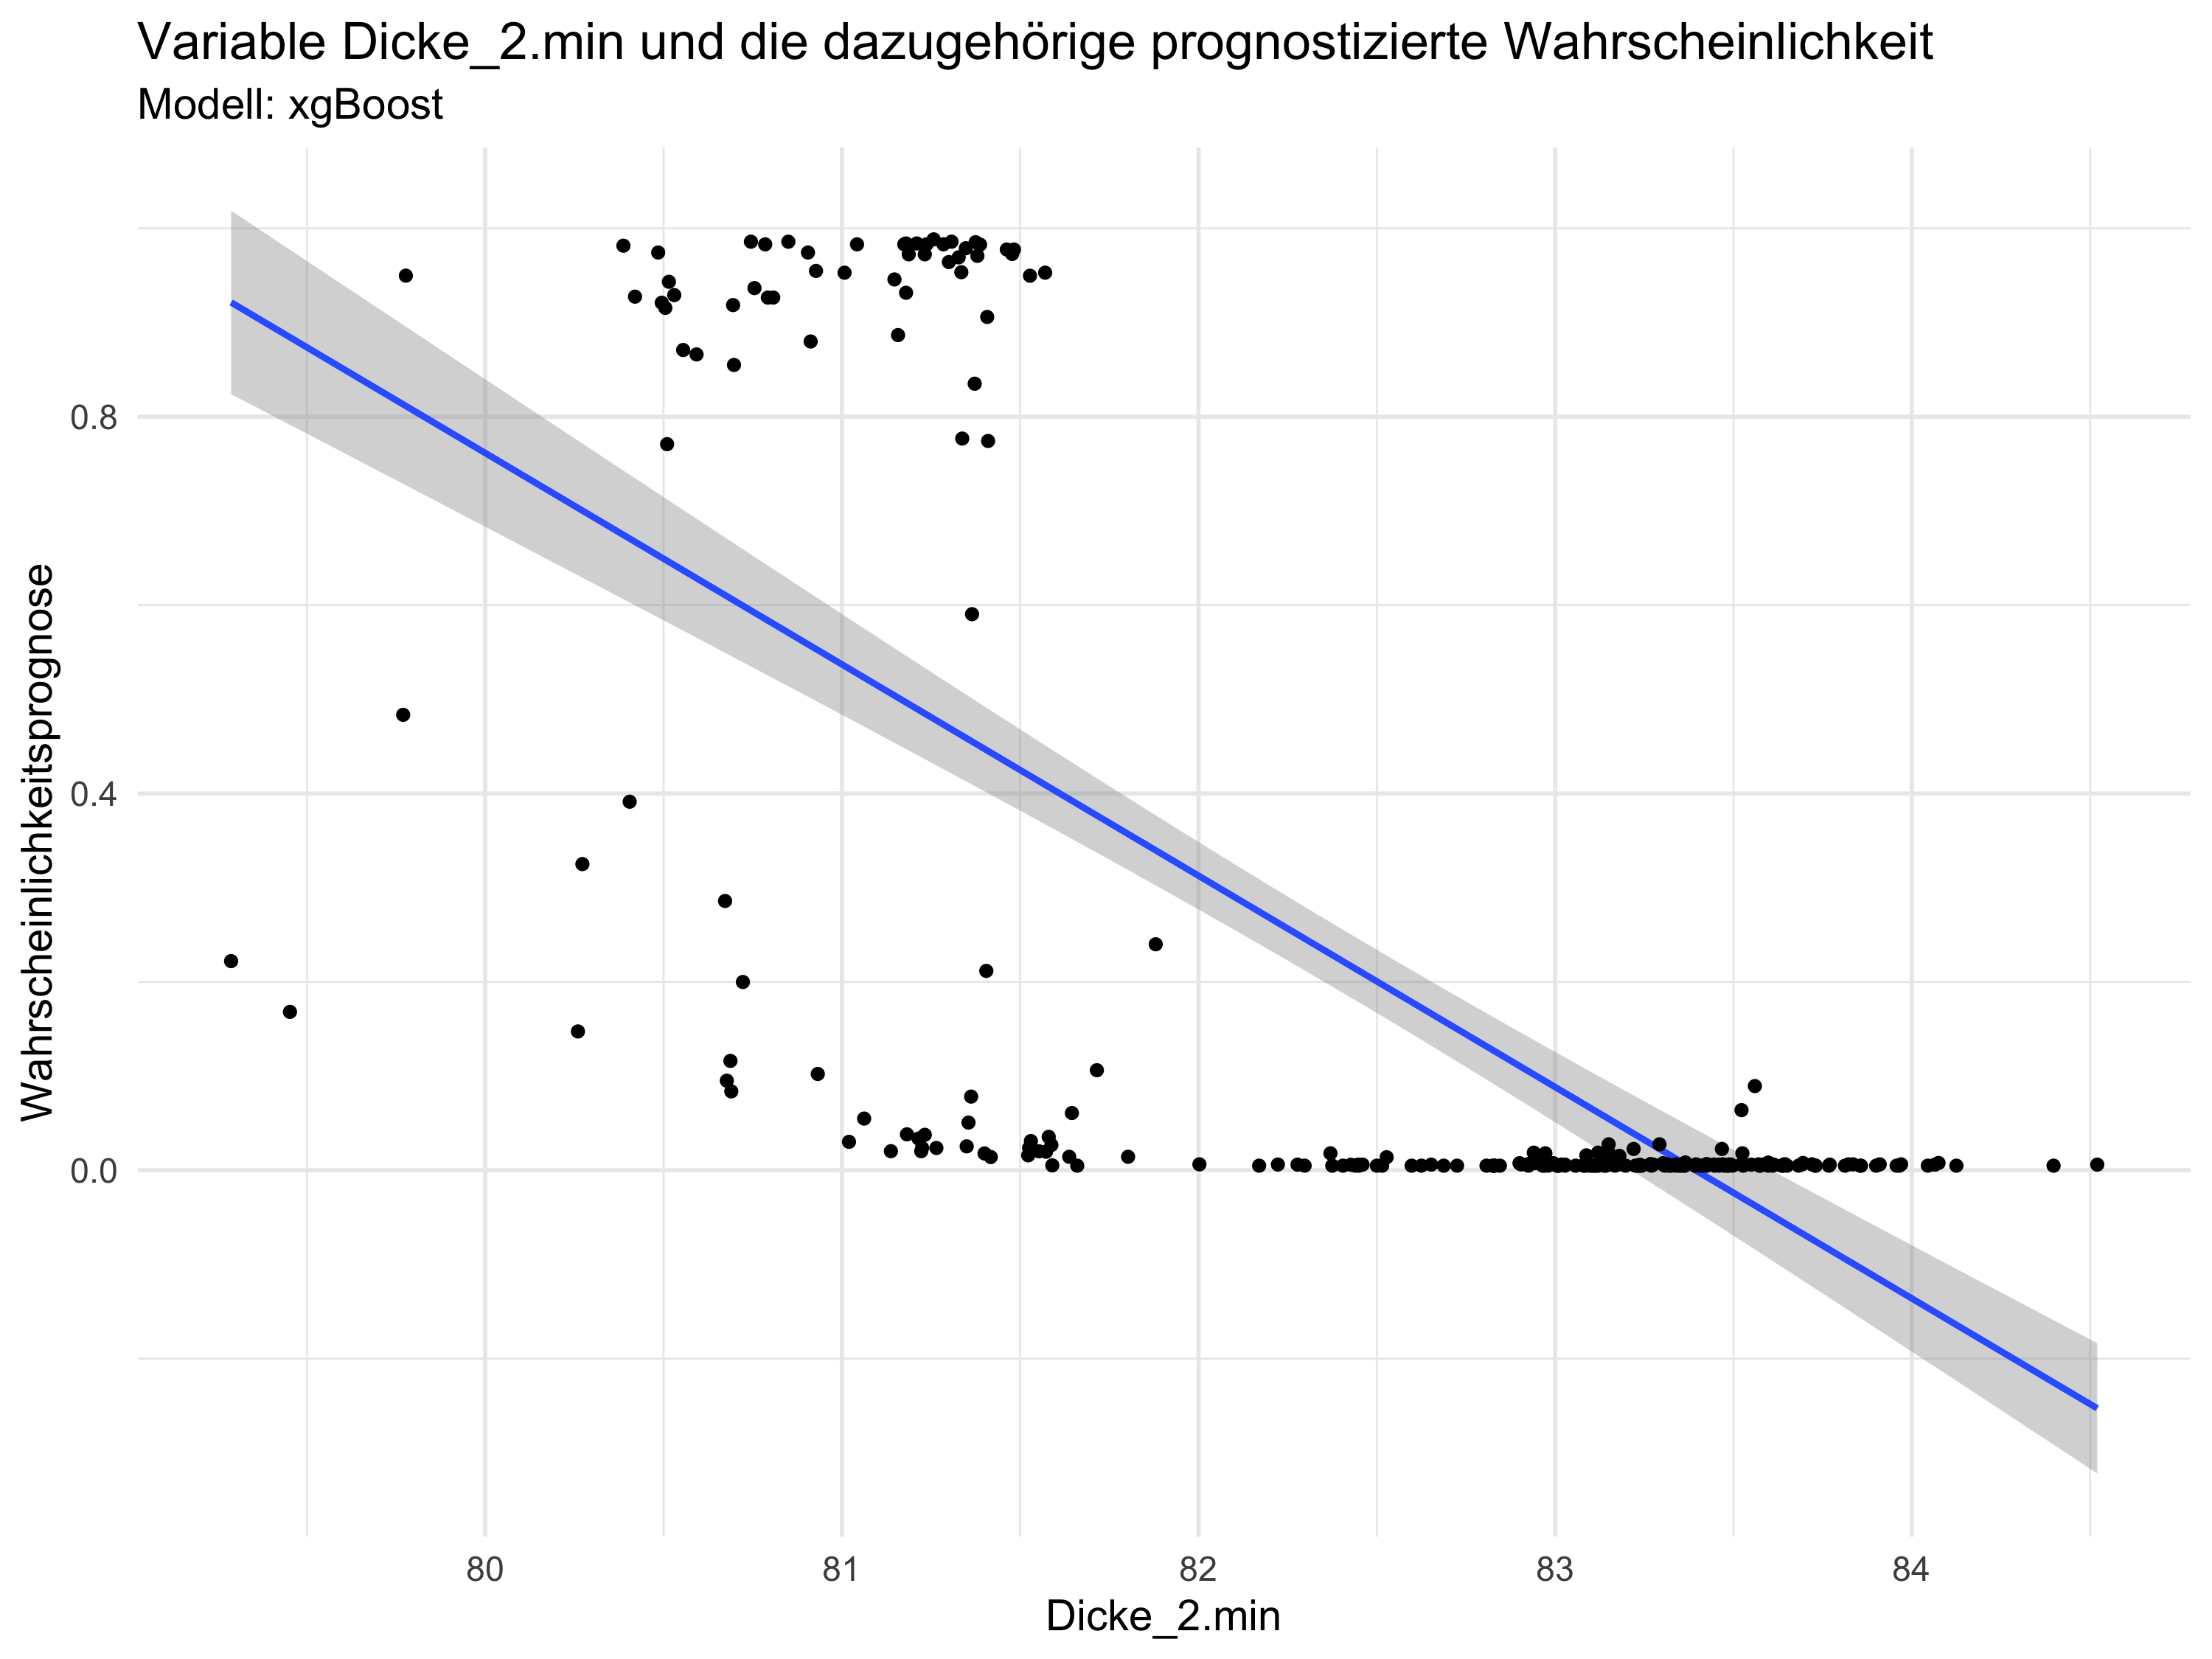 Variable Dicke_2.min und die dazugehörige prognostizierte Wahrscheinlichkeit
Modell: xgBoost
Wahrscheinlichkeitsprognose
0.8
0.4
0.0
80
81
82
83
84
Dicke_2.min